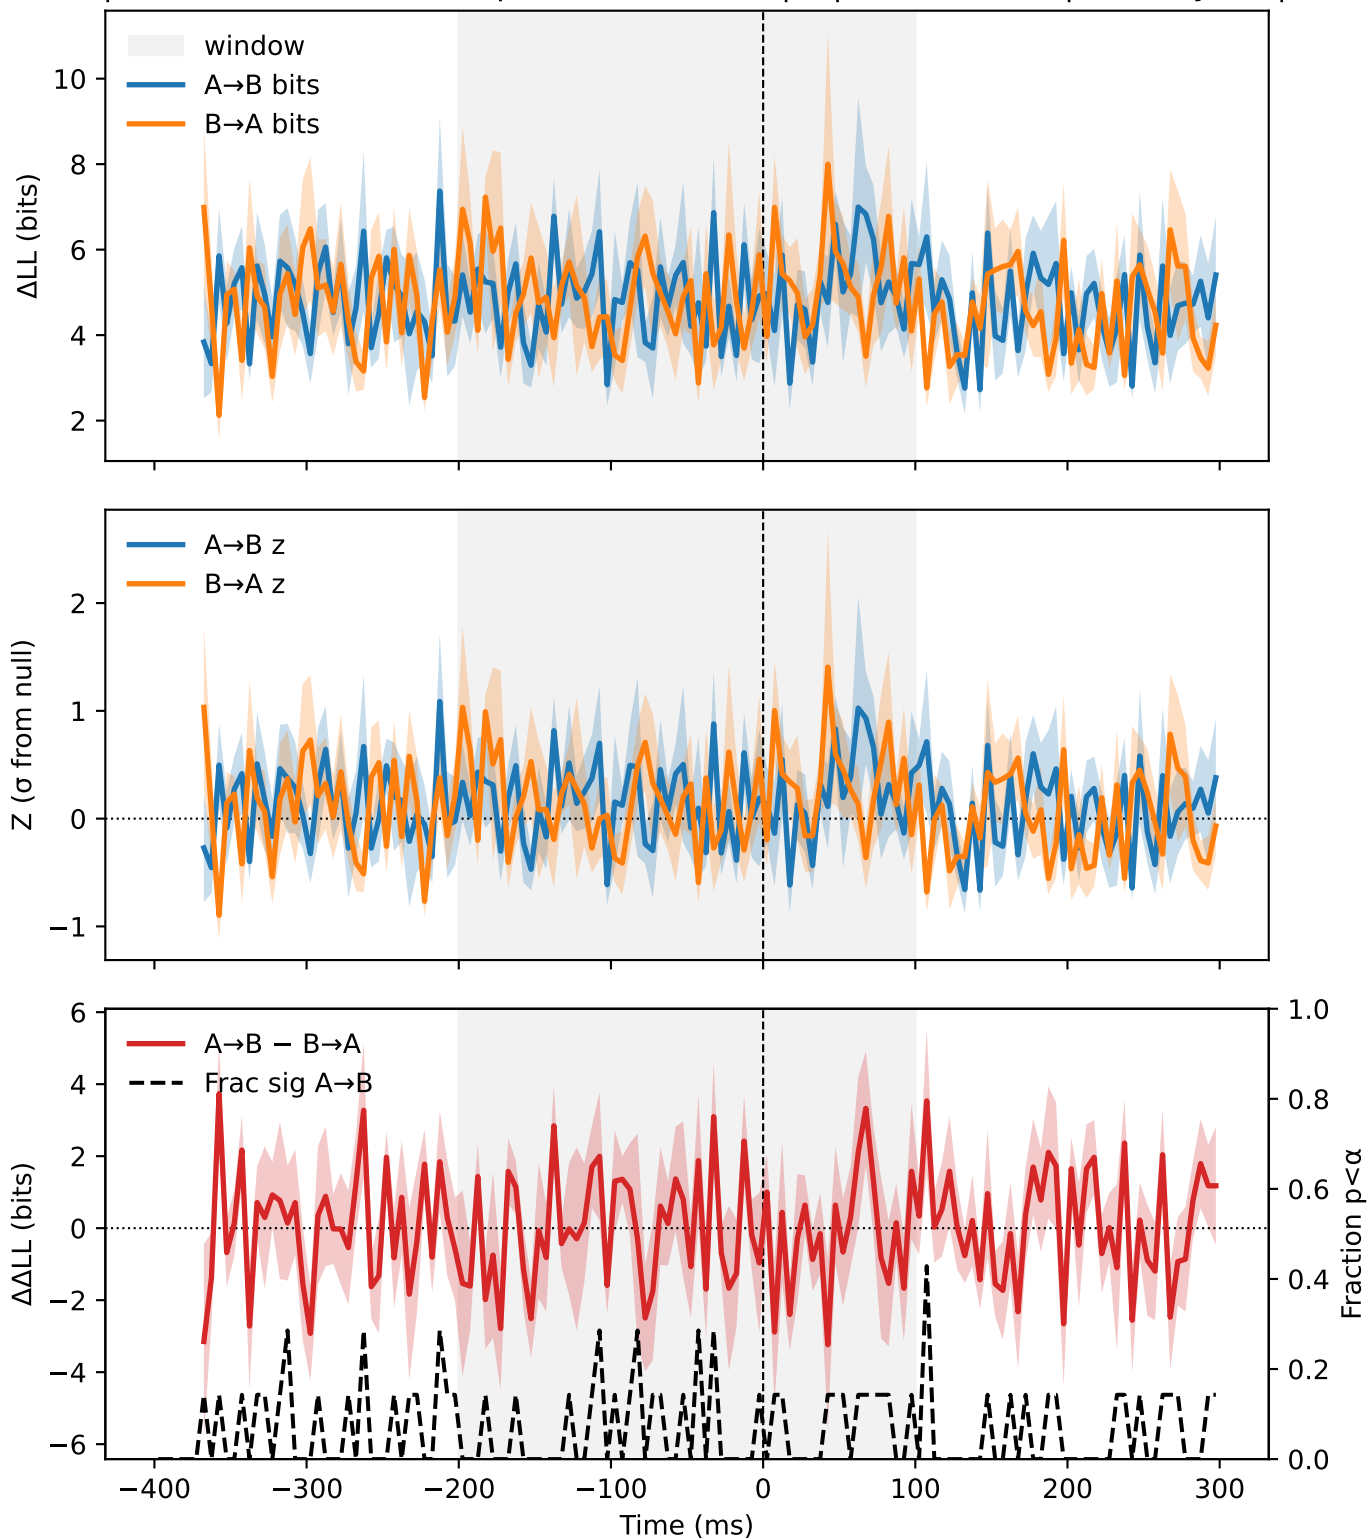 window
A→B bits
B→A bits
ΔLL (bits)
10
8
6
4
2
A→B z
B→A z
Z (σ from null)
2
1
0
−1
A→B − B→A
Frac sig A→B
ΔΔLL (bits)
6
4
2
0
−2
−4
−6
1.0
0.8
0.6
0.4
0.2
0.0
Fraction p<α
−400 −300 −200 −100 0 100 200 300
Time (ms)